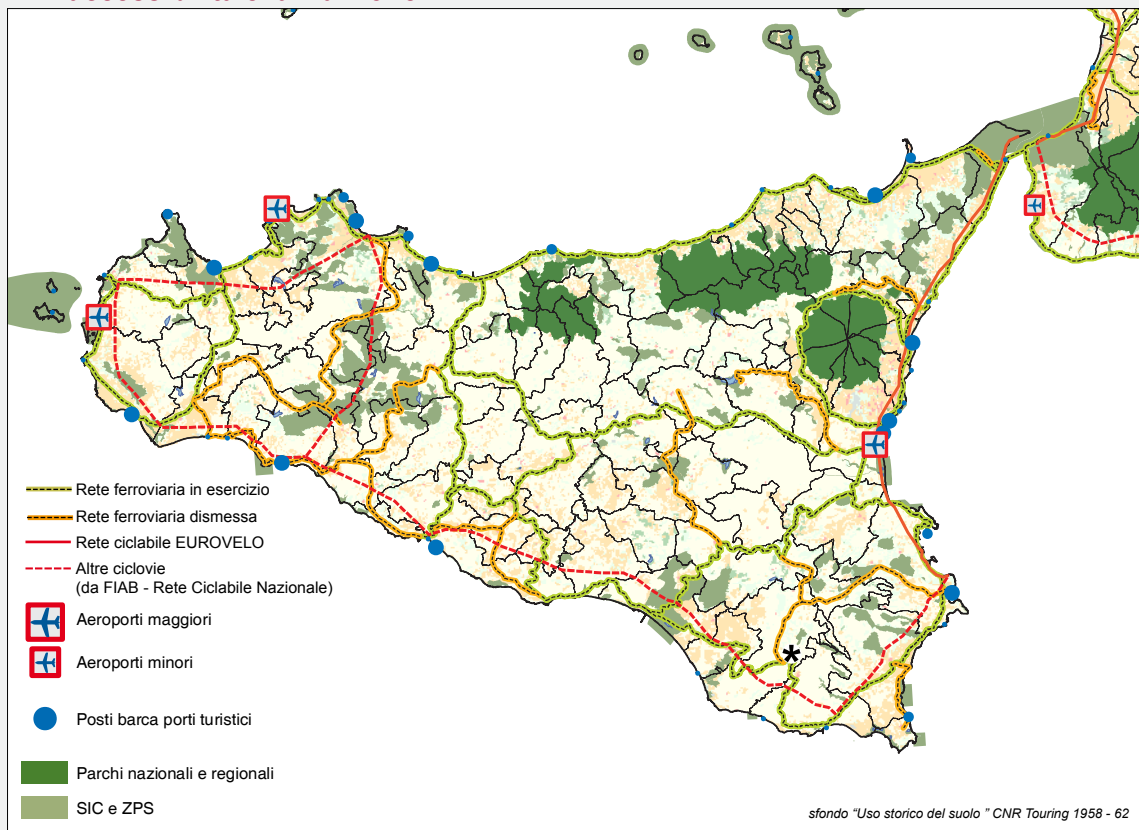 Rete ferroviaria in esercizio
Rete ferroviaria dismessa
Rete ciclabile EUROVELO
Altre ciclovie
(da FIAB - Rete Ciclabile Nazionale)
Aeroporti maggiori
Aeroporti minori
Posti barca porti turistici
Parchi nazionali e regionali
SIC e ZPS
*
sfondo "Uso storico del suolo " CNR Touring 1958 - 62